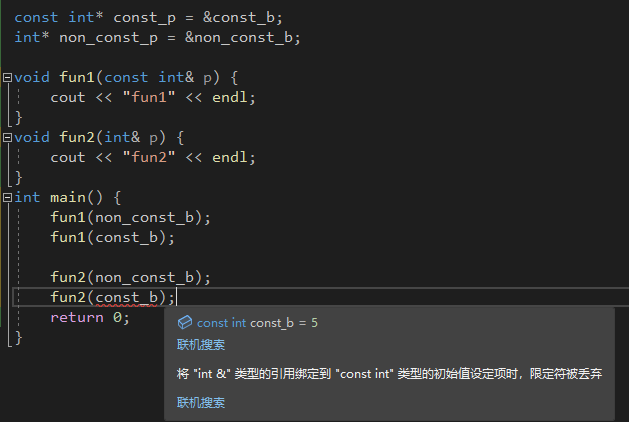 const int* const_p = &const_b;
int* non_const_p = &non_const_b;
void fun1(const int& p) {
cout << "fun1" << endl;
}
void fun2(int& p) {
cout << "fun2" << endl;
}
int main() {
fun1(non_const_b);
fun1(const_b);
fun2(non_const_b);
fun2(const_b);
return 0;
}
const int const_b = 5
联机搜索
将 "int &" 类型的引用绑定到 "const int" 类型的初始值设定项时，限定符被丢弃
联机搜索